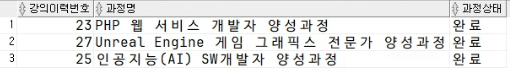 강의이력번호 과정명 과정상태
1 23 PHP 웹 서비스 개발자 양성과정 완료
2 27 Unreal Engine 게임 그래픽스 전문가 양성과정 완료
3 25 인공지능(AI) SW개발자 양성과정 완료